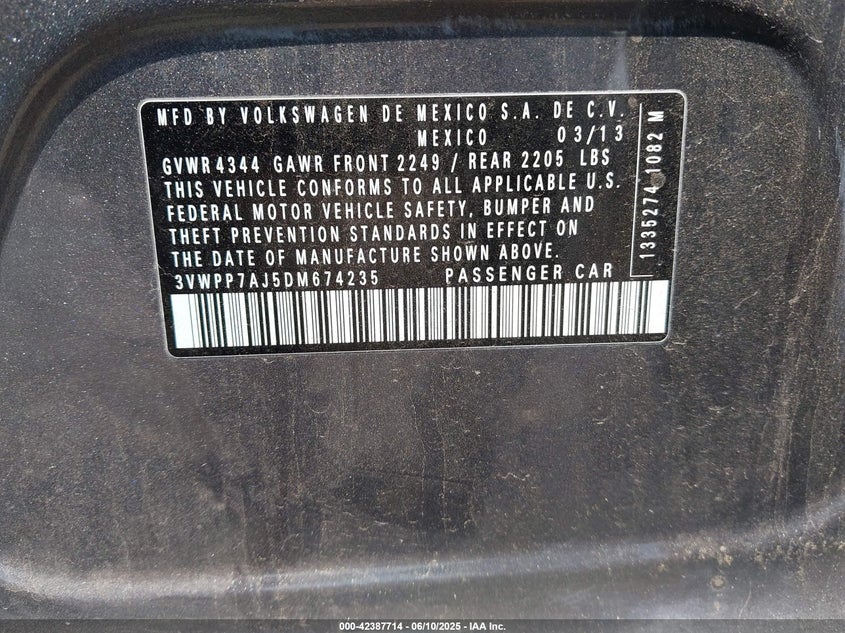 MFD BY VOLKSWAGEN DE MEXICO S.A. DE C.V.
MEXICO 03/13
GVWR 4344 GAWR FRONT 2249 / REAR 2205 LBS
THIS VEHICLE CONFORMS TO ALL APPLICABLE U.S.
FEDERAL MOTOR VEHICLE SAFETY, BUMPER AND
THEFT PREVENTION STANDARDS IN EFFECT ON
THE DATE OF MANUFACTURE SHOWN ABOVE.
3VWPP7AJ5DM674235 PASSENGER CAR
1335274 1082 M
000-42387714 - 06/10/2025 - IAA Inc.